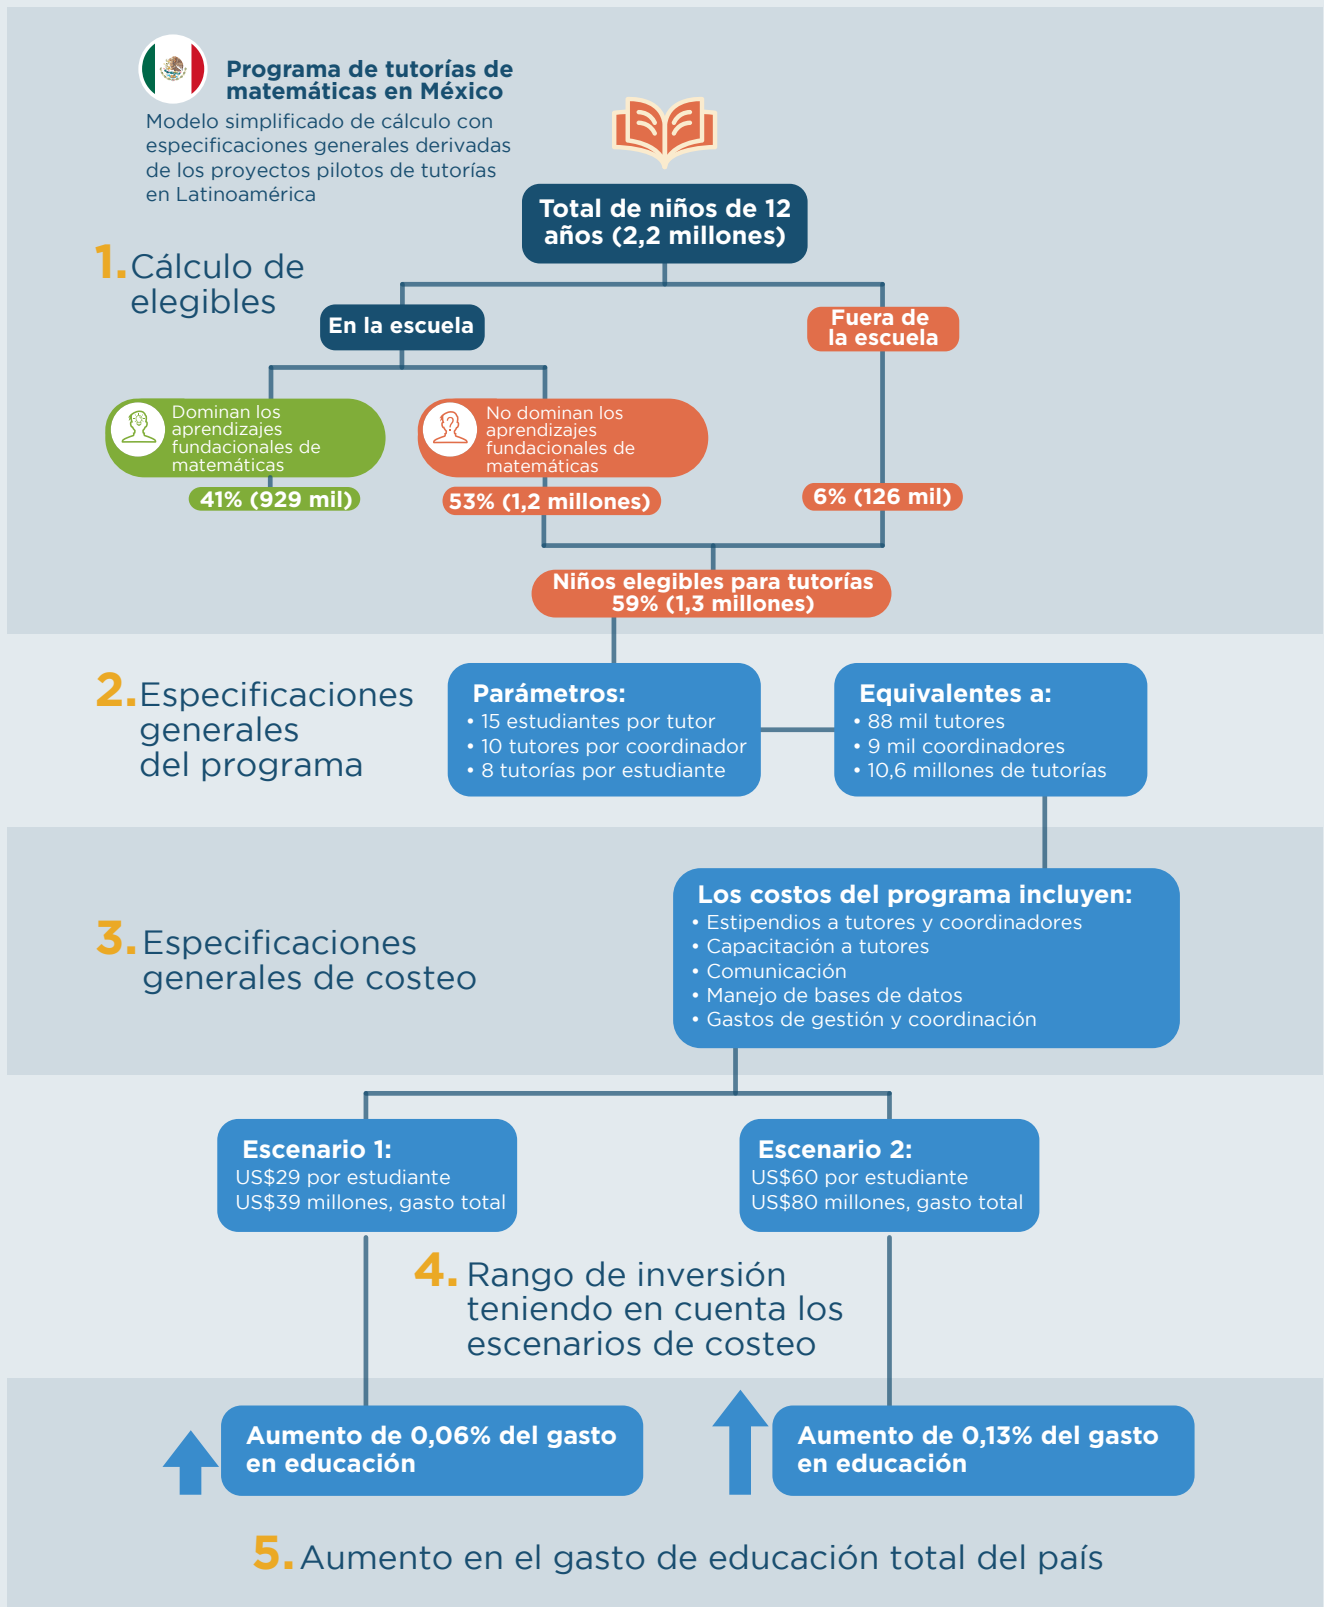 Programa de tutorías de
matemáticas en México
Modelo simplificado de cálculo con
especificaciones generales derivadas
de los proyectos pilotos de tutorías
en Latinoamérica
Total de niños de 12
años (2,2 millones)
1. Cálculo de
elegibles
En la escuela
Fuera de
la escuela
Dominan los
aprendizajes
fundacionales de
matemáticas
No dominan los
aprendizajes
fundacionales de
matemáticas
41% (929 mil)
53% (1,2 millones)
6% (126 mil)
Niños elegibles para tutorías
59% (1,3 millones)
2. Especificaciones
generales
del programa
Parámetros:
• 15 estudiantes por tutor
• 10 tutores por coordinador
• 8 tutorías por estudiante
Equivalentes a:
• 88 mil tutores
• 9 mil coordinadores
• 10,6 millones de tutorías
3. Especificaciones
generales de costeo
Los costos del programa incluyen:
• Estipendios a tutores y coordinadores
• Capacitación a tutores
• Comunicación
• Manejo de bases de datos
• Gastos de gestión y coordinación
Escenario 1:
US$29 por estudiante
US$39 millones, gasto total
Escenario 2:
US$60 por estudiante
US$80 millones, gasto total
4. Rango de inversión
teniendo en cuenta los
escenarios de costeo
Aumento de 0,06% del gasto
en educación
Aumento de 0,13% del gasto
en educación
5. Aumento en el gasto de educación total del país